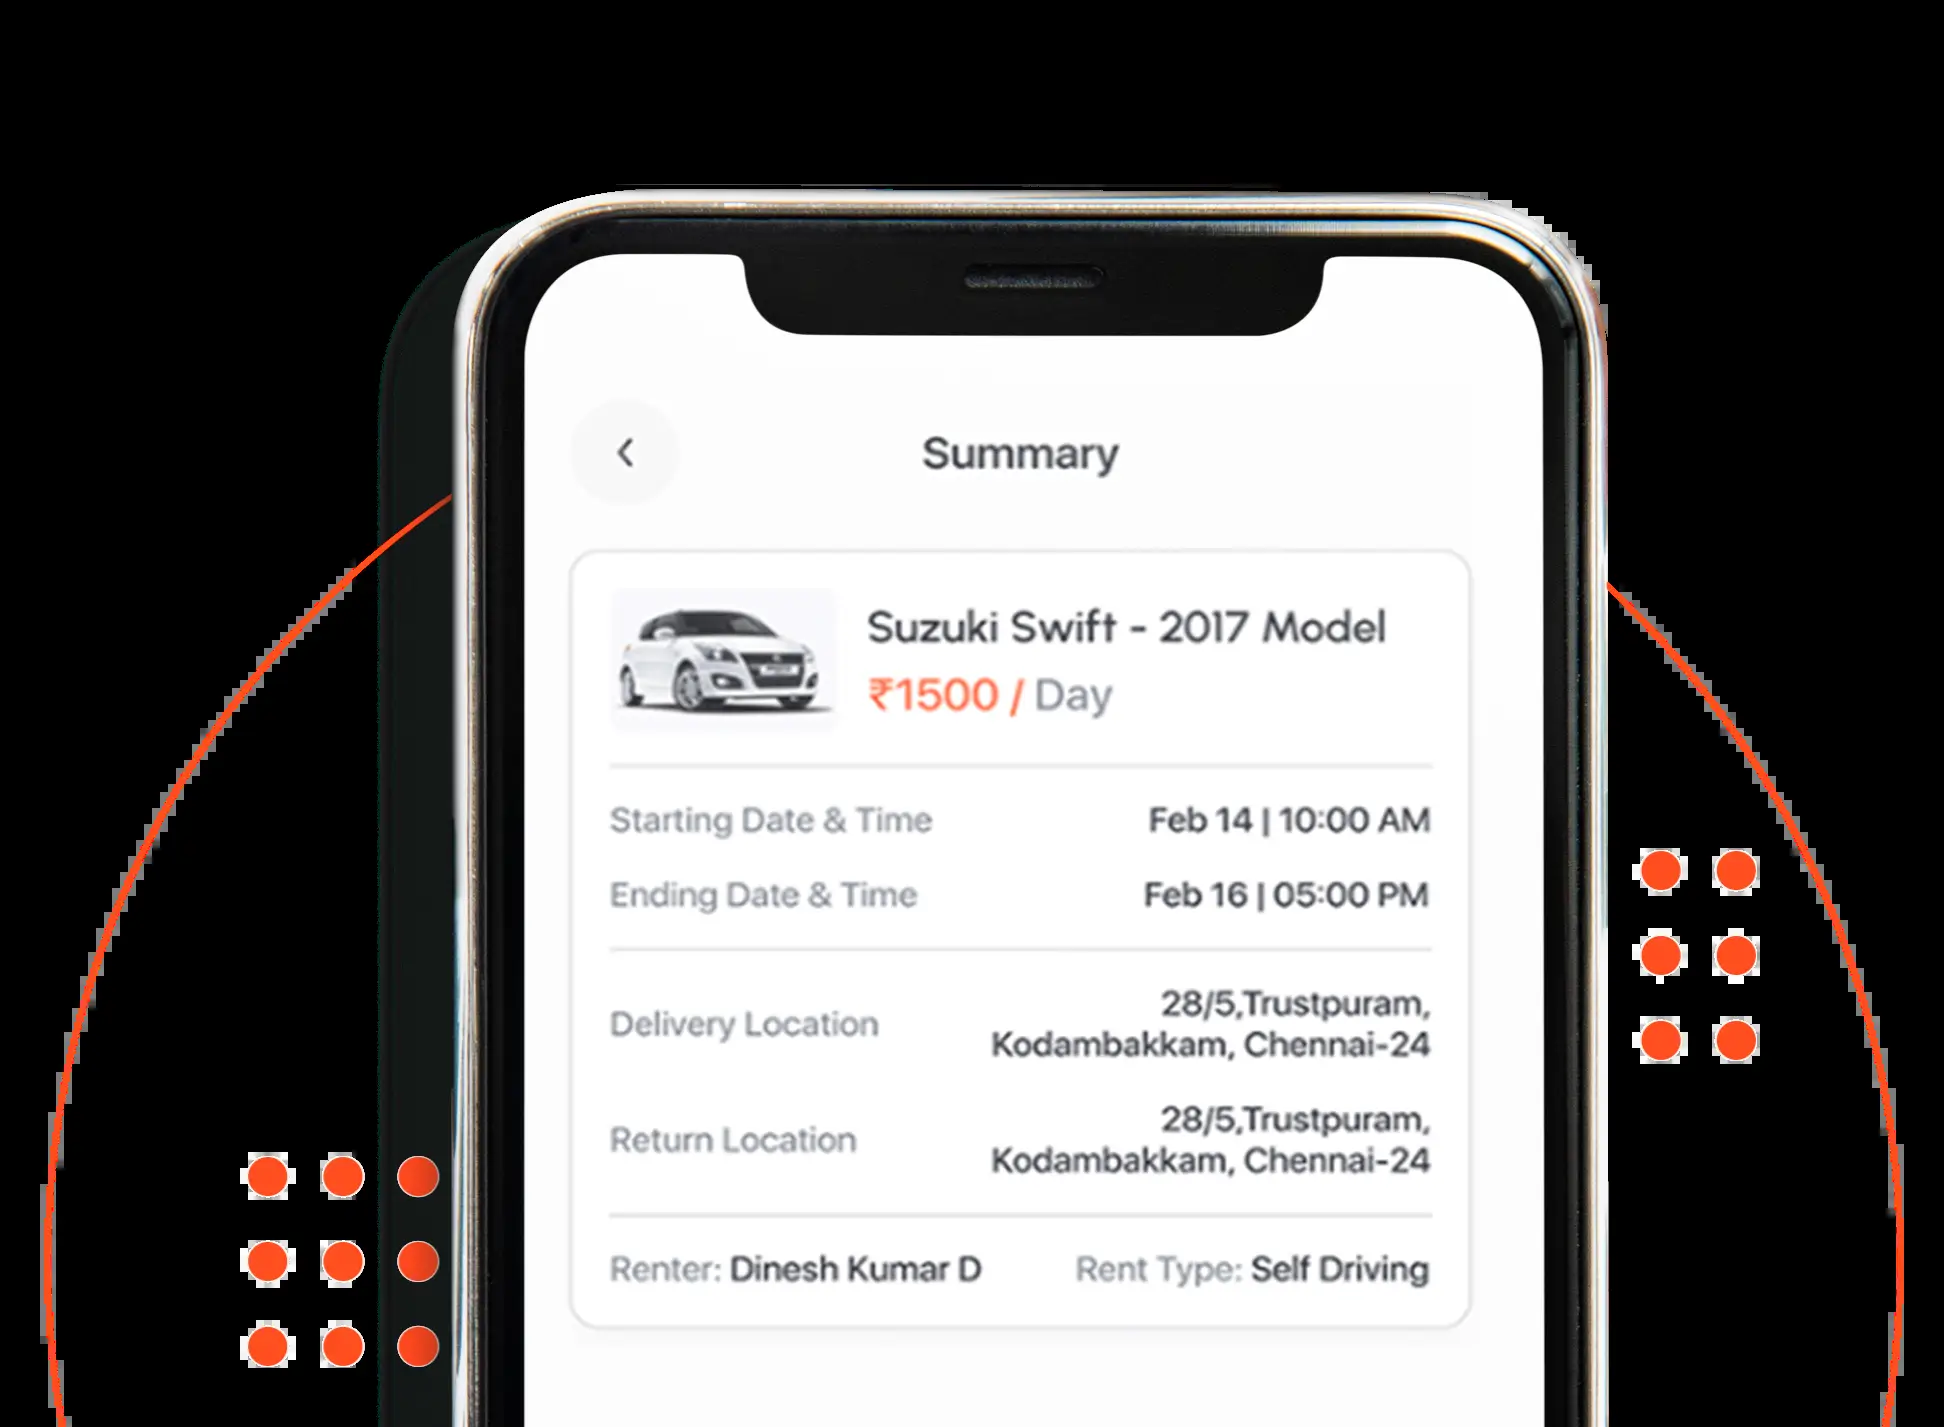 Summary
Suzuki Swift - 2017 Model
₹1500 / Day
Starting Date & Time Feb 14 | 10:00 AM
Ending Date & Time Feb 16 | 05:00 PM
Delivery Location 28/5,Trustpuram,
Kodambakkam, Chennai-24
Return Location 28/5,Trustpuram,
Kodambakkam, Chennai-24
Renter: Dinesh Kumar D Rent Type: Self Driving